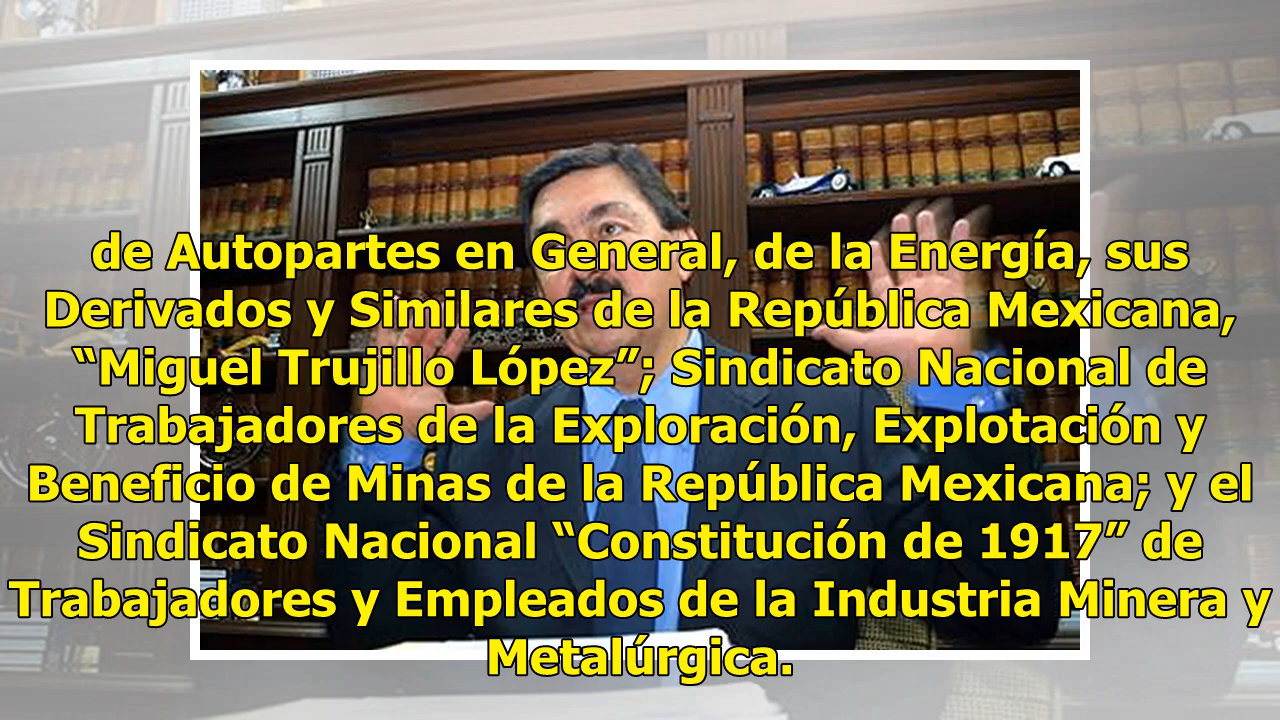 de Autopartes en General, de la Energía, sus
Derivados y Similares de la República Mexicana,
“Miguel Trujillo López”; Sindicato Nacional de
Trabajadores de la Exploración, Explotación y
Beneficio de Minas de la República Mexicana; y el
Sindicato Nacional “Constitución de 1917” de
Trabajadores y Empleados de la Industria Minera y
Metalúrgica.